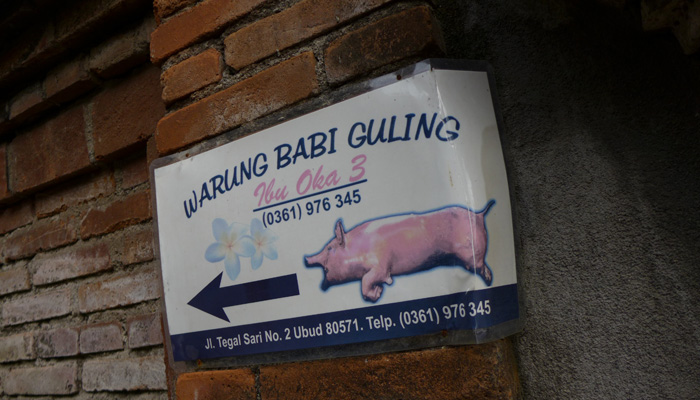 WARUNG BABI GULING
Ibu Oka 3
(0361) 976 345
Jl. Tegal Sari No. 2 Ubud 80571. Telp. (0361) 976 345